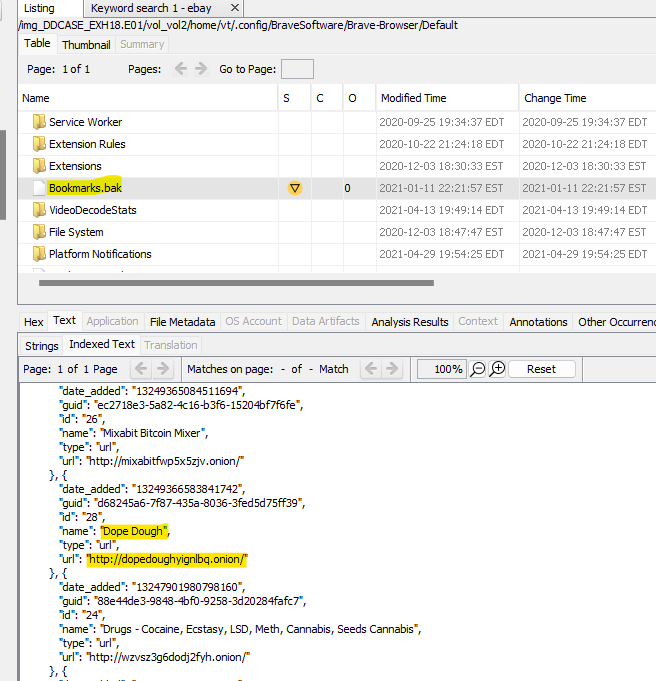 Listing Keyword search 1 - ebay ✕
/img_DDCASE_EXH18.E01/vol_vol2/home/vt/.config/BraveSoftware/Brave-Browser/Default
Table Thumbnail Summary
Page: 1 of 1 Pages: Go to Page:
Name S C O Modified Time Change Time
Service Worker 2020-09-25 19:34:37 EDT 2020-09-25 19:34:37 EDT
Extension Rules 2020-10-22 21:24:18 EDT 2020-10-22 21:24:18 EDT
Extensions 2020-12-03 18:30:33 EST 2020-12-03 18:30:33 EST
Bookmarks.bak 0 2021-01-11 22:21:57 EST 2021-01-11 22:21:57 EST
VideoDecodeStats 2021-04-13 19:49:14 EDT 2021-04-13 19:49:14 EDT
File System 2020-12-03 18:47:47 EST 2020-12-03 18:47:47 EST
Platform Notifications 2021-04-29 19:54:25 EDT 2021-04-29 19:54:25 EDT
Hex Text Application File Metadata OS Account Data Artifacts Analysis Results Context Annotations Other Occurrenc
Strings Indexed Text Translation
Page: 1 of 1 Page Matches on page: - of - Match 100% Reset
"date_added": "13249365084511694",
"guid": "ec2718e3-5a82-4c16-b3f6-15204bf7f6fe",
"id": "26",
"name": "Mixabit Bitcoin Mixer",
"type": "url",
"url": "http://mixabitfwp5x5zjv.onion/"
}, {
"date_added": "13249366583841742",
"guid": "d68245a6-7f87-435a-8036-3fed5d75ff39",
"id": "28",
"name": "Dope Dough",
"type": "url",
"url": "http://dopedoughyignlbq.onion/"
}, {
"date_added": "13247901980798160",
"guid": "88e44de3-9848-4bf0-9258-3d20284fafc7",
"id": "24",
"name": "Drugs - Cocaine, Ecstasy, LSD, Meth, Cannabis, Seeds Cannabis",
"type": "url",
"url": "http://wzvsz3g6dodj2fyh.onion/"
}, {